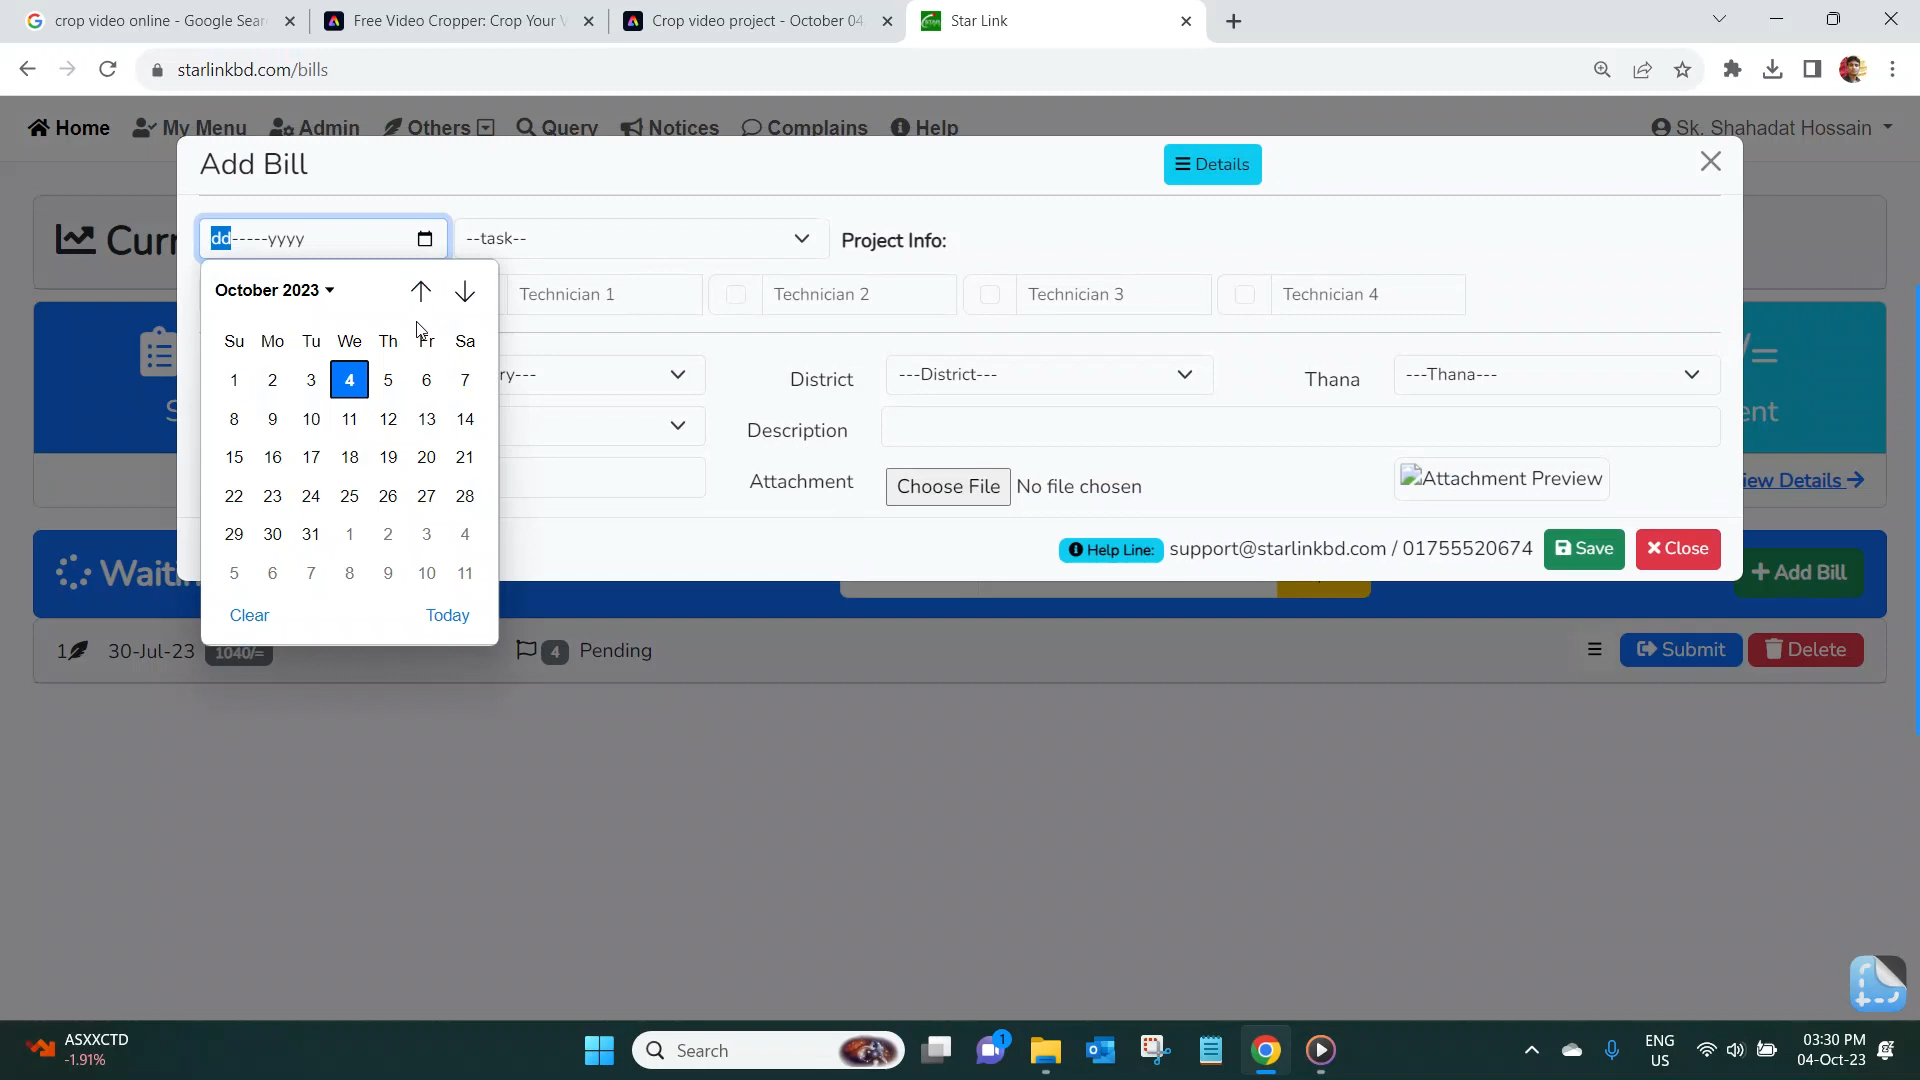 crop video online - Google Sear
Free Video Cropper: Crop Your V
Crop video project - October 04
Star Link
starlinkbd.com/bills
Home
My Menu
Admin
Others
Query
Notices
Complains
Help
Sk. Shahadat Hossain
Add Bill
Details
Curr
dd-----yyyy
--task--
Project Info:
October 2023
Technician 1
Technician 2
Technician 3
Technician 4
Su Mo Tu We Th Fr Sa
1 2 3 4 5 6 7
8 9 10 11 12 13 14
15 16 17 18 19 20 21
22 23 24 25 26 27 28
29 30 31 1 2 3 4
5 6 7 8 9 10 11
Clear Today
ry---
District
---District---
Thana
---Thana---
Description
Attachment
Choose File No file chosen
Attachment Preview
S
/=
ent
iew Details
Help Line: support@starlinkbd.com / 01755520674
Save
Close
Waitin
+ Add Bill
1 30-Jul-23 1040/=
4 Pending
Submit
Delete
ASXXCTD
-1.91%
Search
1
ENG
US
03:30 PM
04-Oct-23